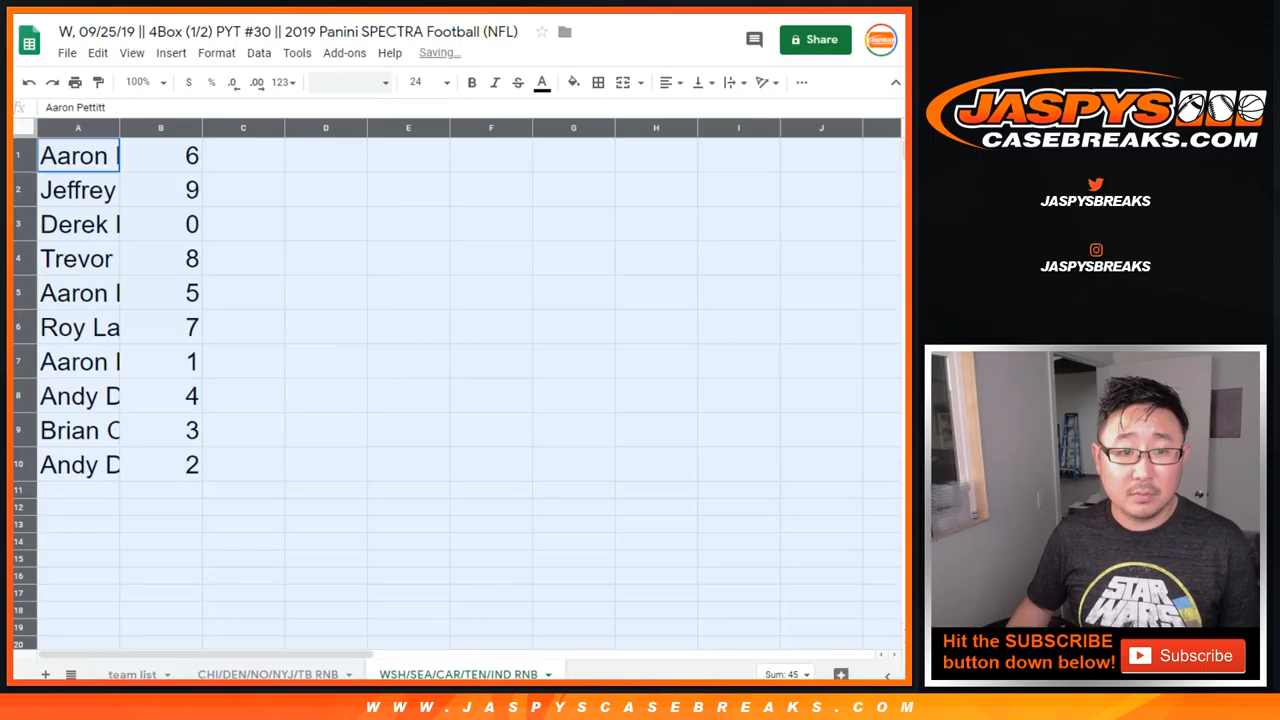 W, 09/25/19 || 4Box (1/2) PYT #30 || 2019 Panini SPECTRA Football (NFL)
File Edit View Insert Format Data Tools Add-ons Help Saving...
Share
100% $ % .0 .00 123 24 B I S A
fx Aaron Pettitt
A B C D E F G H I J
1 Aaron 6
2 Jeffrey 9
3 Derek 0
4 Trevor 8
5 Aaron 5
6 Roy La 7
7 Aaron 1
8 Andy D 4
9 Brian C 3
10 Andy D 2
11
12
13
14
15
16
17
18
19
20
team list CHI/DEN/NO/NYJ/TB RNB WSH/SEA/CAR/TEN/IND RNB Sum: 45
JASPYS
CASEBREAKS.COM
JASPYSBREAKS
JASPYSBREAKS
STAR
WARS
Hit the SUBSCRIBE
button down below!
Subscribe
WWW.JASPYSCASEBREAKS.COM